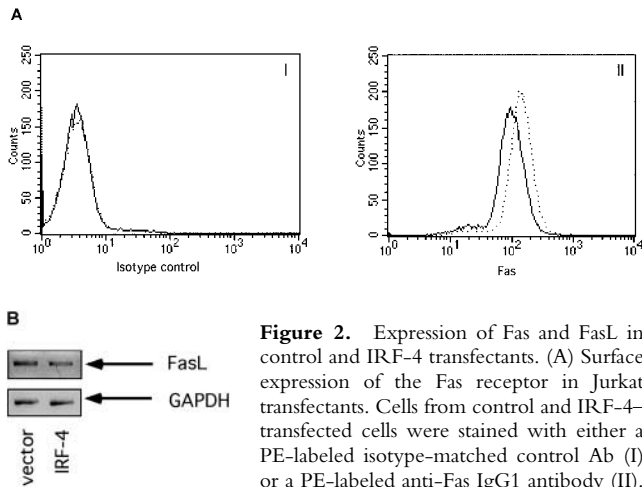 A
I
250
200
150
100
50
0
Counts
10^0 10^1 10^2 10^3 10^4
Isotype control
II
250
200
150
100
50
0
Counts
10^0 10^1 10^2 10^3 10^4
Fas
B
FasL
GAPDH
vector
IRF-4
Figure 2. Expression of Fas and FasL in
control and IRF-4 transfectants. (A) Surface
expression of the Fas receptor in Jurkat
transfectants. Cells from control and IRF-4–
transfected cells were stained with either a
PE-labeled isotype-matched control Ab (I)
or a PE-labeled anti-Fas IgG1 antibody (II).